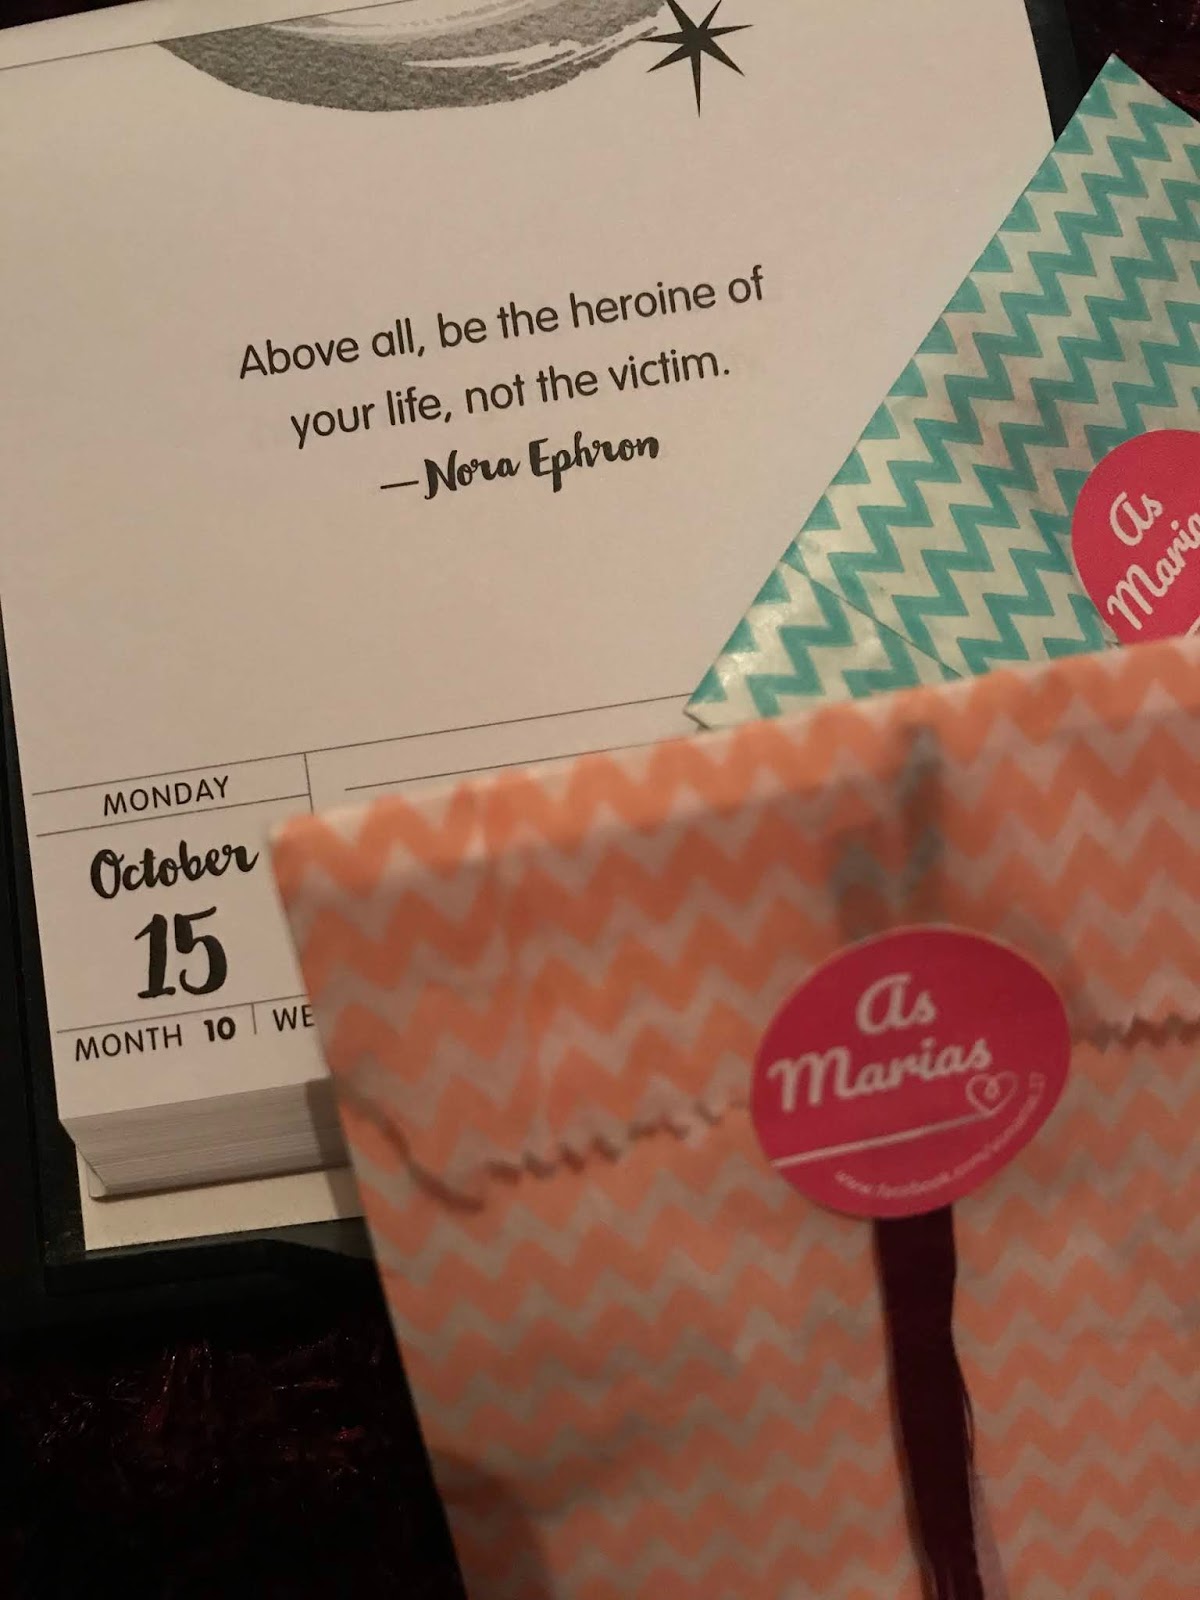 Above all, be the heroine of
your life, not the victim.
—Nora Ephron
MONDAY
October
15
MONTH 10 | WE
As
Marias
As
Marias